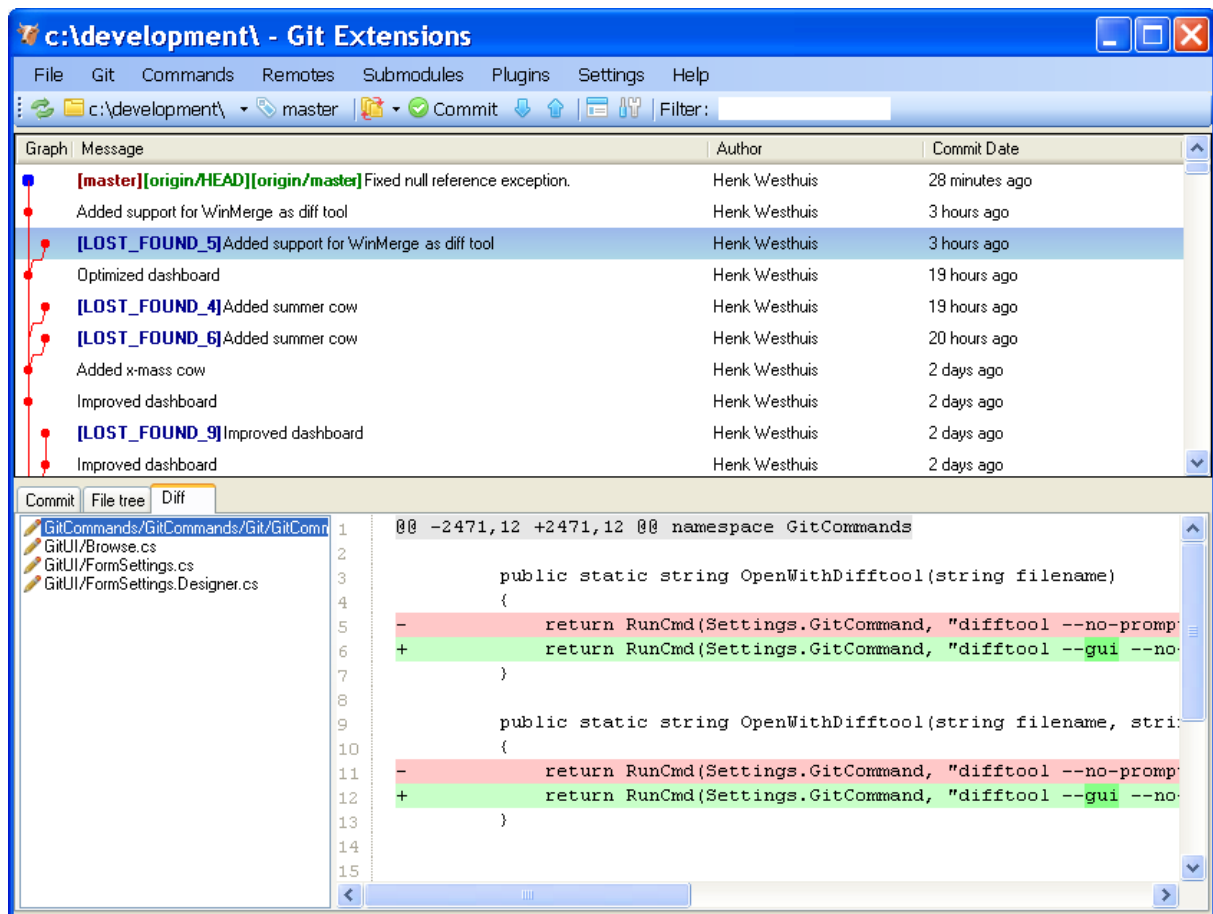 c:\development\ - Git Extensions
File Git Commands Remotes Submodules Plugins Settings Help
c:\development\ master Commit Filter:
Graph Message Author Commit Date
[master][origin/HEAD][origin/master]Fixed null reference exception. Henk Westhuis 28 minutes ago
Added support for WinMerge as diff tool Henk Westhuis 3 hours ago
[LOST_FOUND_5]Added support for WinMerge as diff tool Henk Westhuis 3 hours ago
Optimized dashboard Henk Westhuis 19 hours ago
[LOST_FOUND_4]Added summer cow Henk Westhuis 19 hours ago
[LOST_FOUND_6]Added summer cow Henk Westhuis 20 hours ago
Added x-mass cow Henk Westhuis 2 days ago
Improved dashboard Henk Westhuis 2 days ago
[LOST_FOUND_9]Improved dashboard Henk Westhuis 2 days ago
Improved dashboard Henk Westhuis 2 days ago
Commit File tree Diff
GitCommands/GitCommands/Git/GitComm
GitUI/Browse.cs
GitUI/FormSettings.cs
GitUI/FormSettings.Designer.cs
1 @@ -2471,12 +2471,12 @@ namespace GitCommands
2
3 public static string OpenWithDifftool(string filename)
4 {
5 - return RunCmd(Settings.GitCommand, "difftool --no-promp
6 + return RunCmd(Settings.GitCommand, "difftool --gui --no-
7 }
8
9 public static string OpenWithDifftool(string filename, stri
10 {
11 - return RunCmd(Settings.GitCommand, "difftool --no-promp
12 + return RunCmd(Settings.GitCommand, "difftool --gui --no-
13 }
14
15